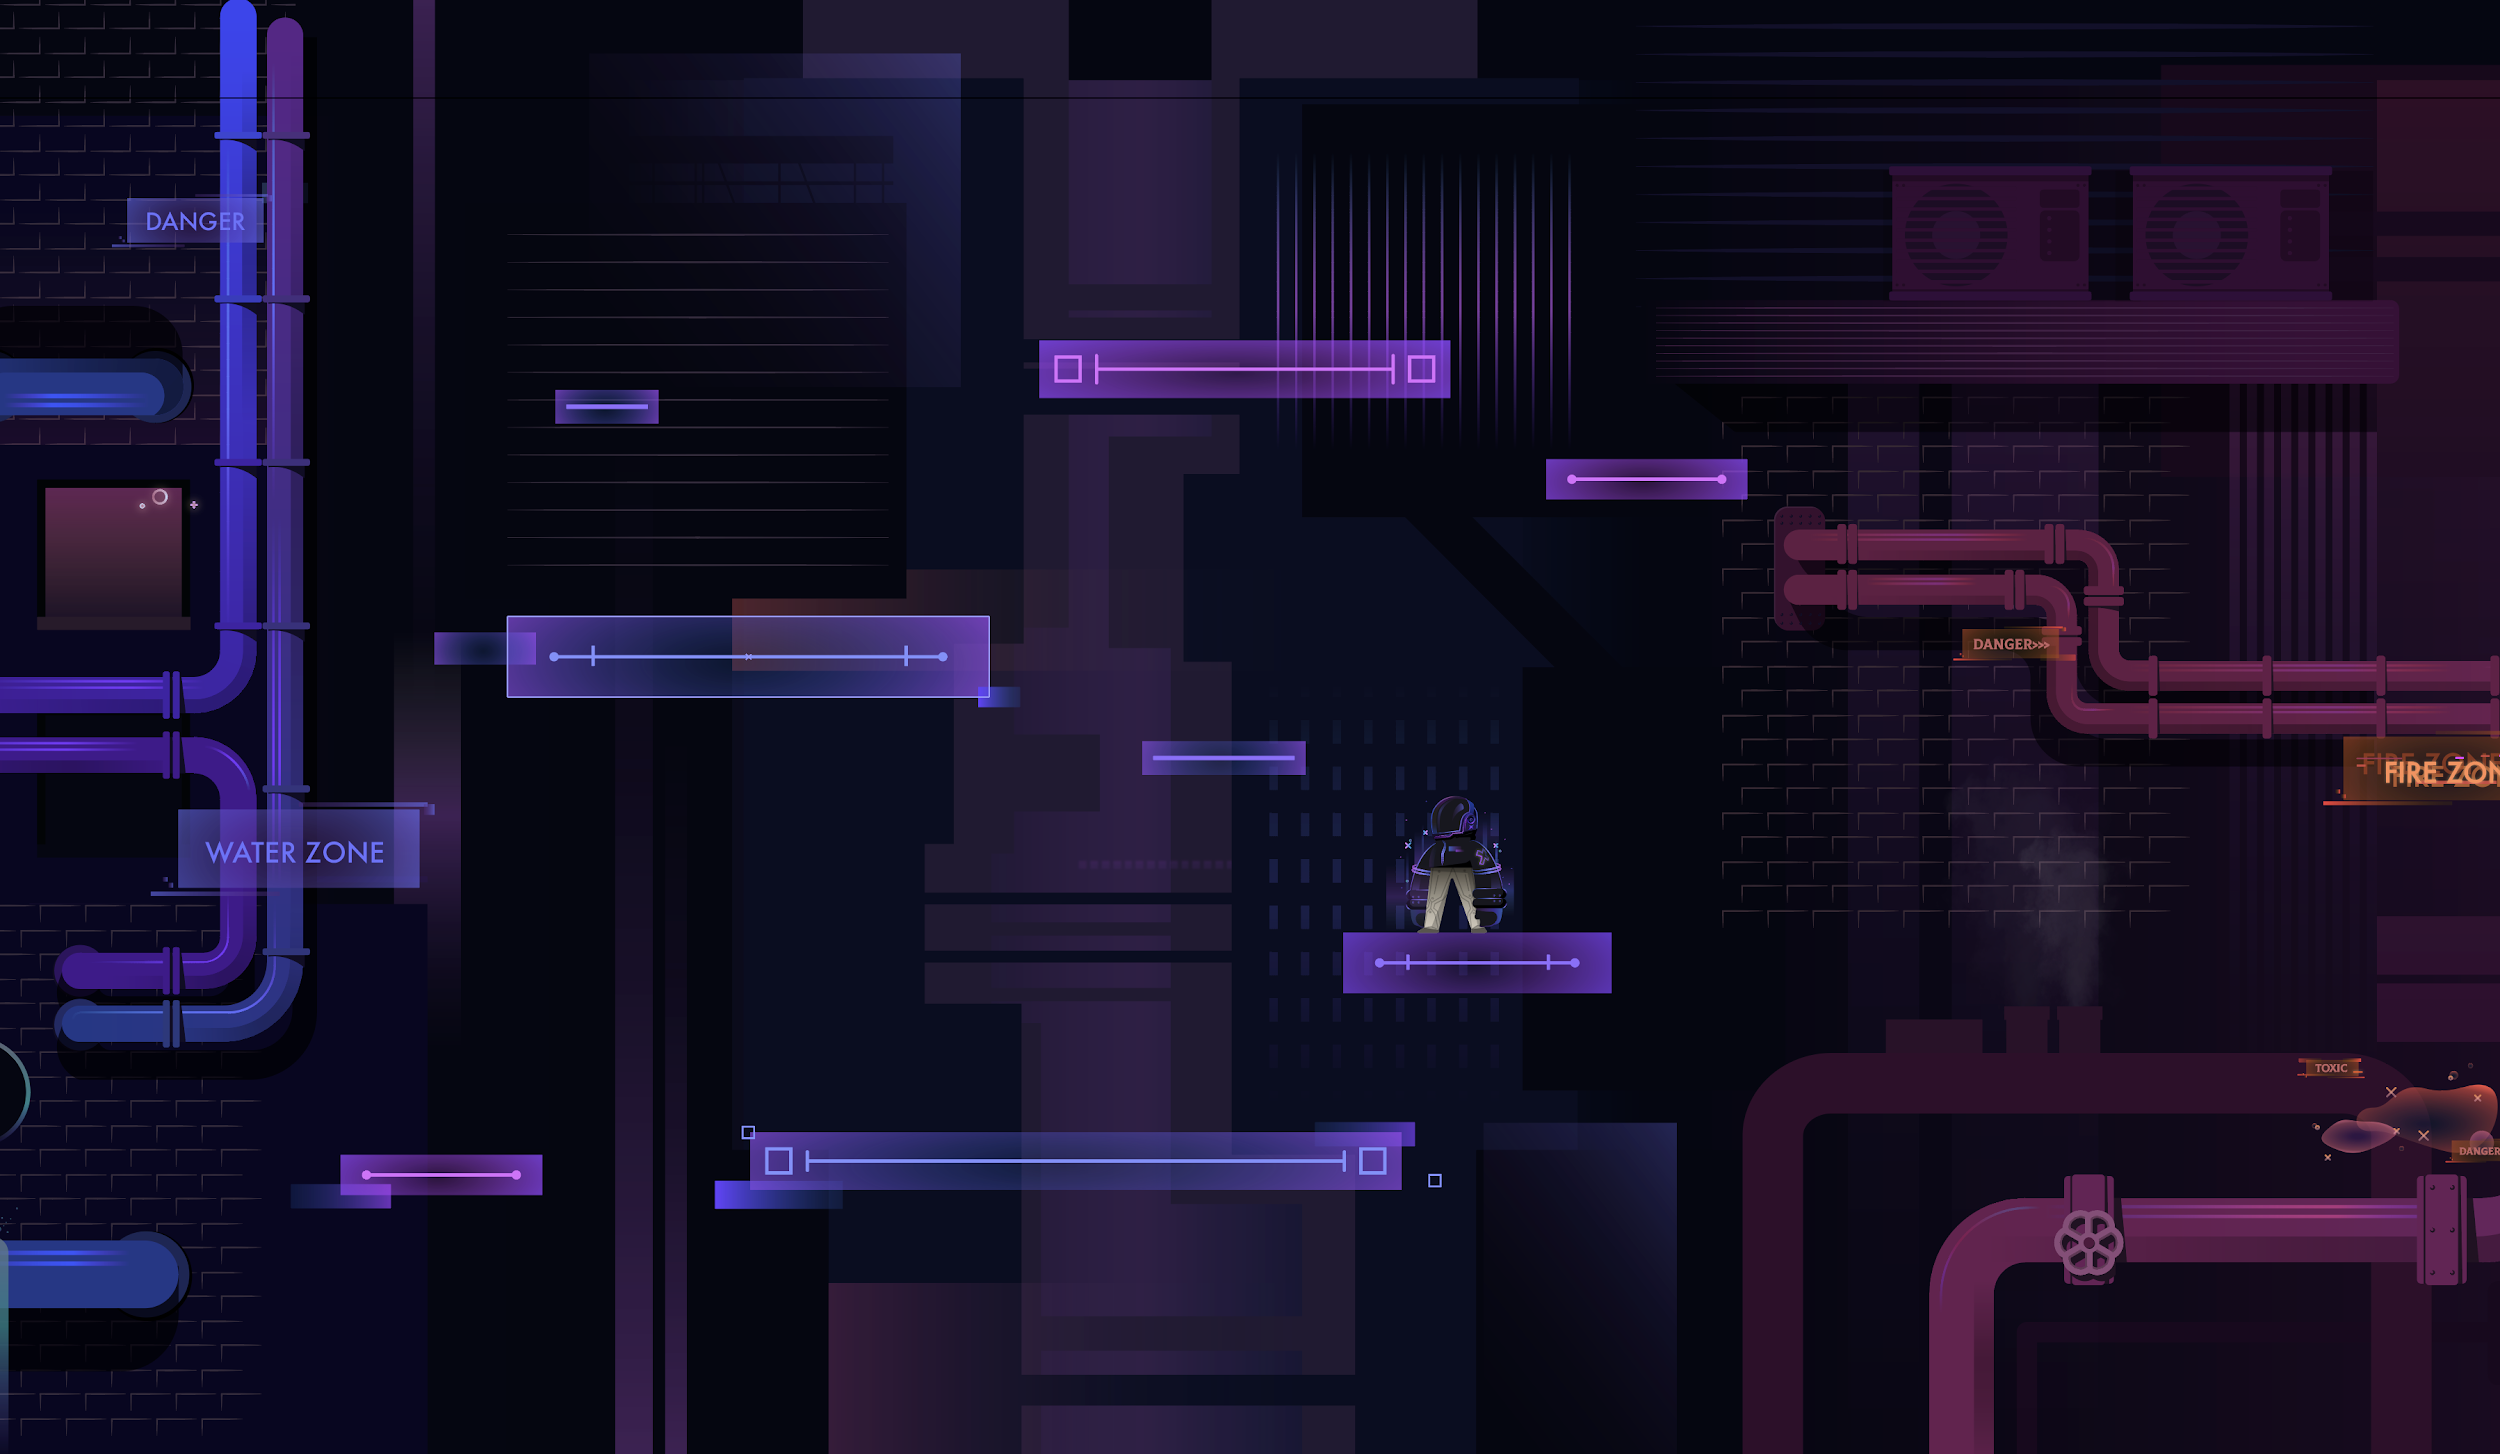 DANGER
DANGER>>>
FIRE ZON
WATER ZONE
TOXIC
DANGER